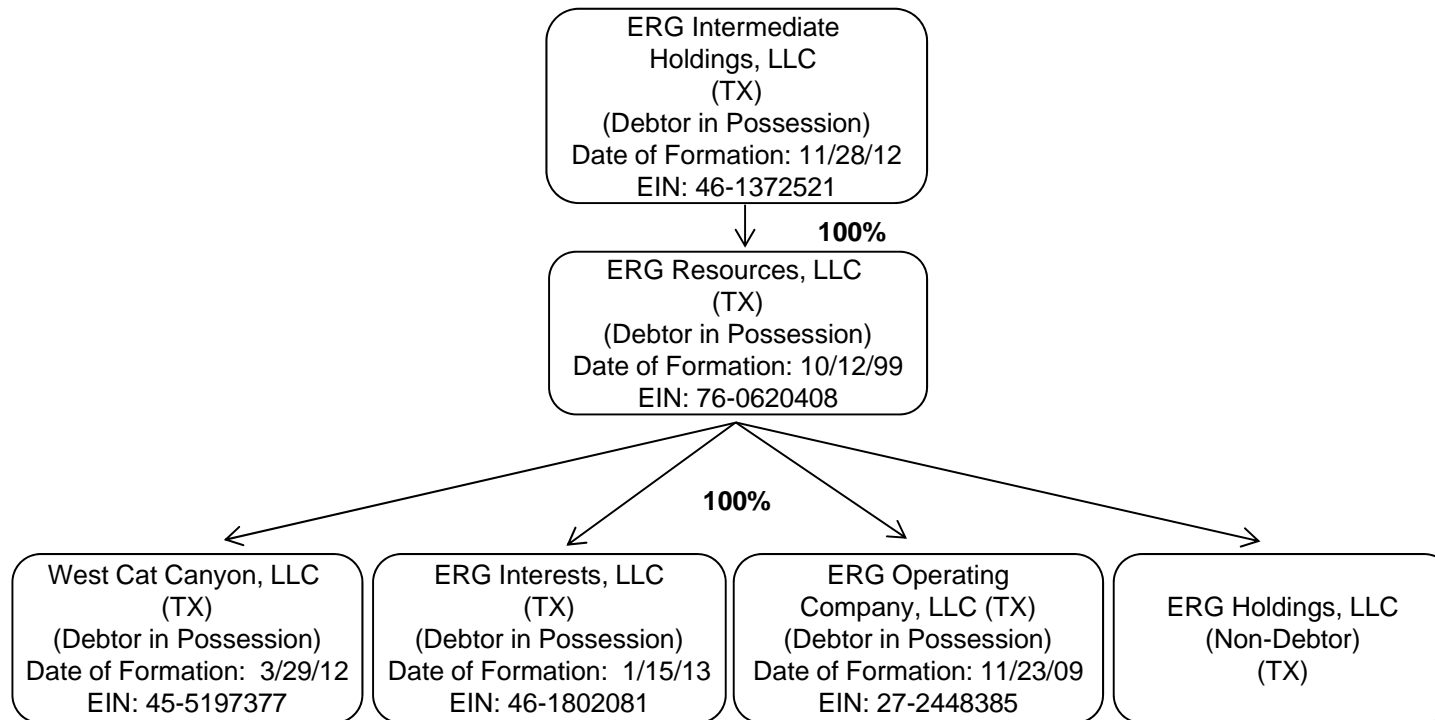 ERG Intermediate
Holdings, LLC
(TX)
(Debtor in Possession)
Date of Formation: 11/28/12
EIN: 46-1372521
100%
ERG Resources, LLC
(TX)
(Debtor in Possession)
Date of Formation: 10/12/99
EIN: 76-0620408
100%
West Cat Canyon, LLC
(TX)
(Debtor in Possession)
Date of Formation: 3/29/12
EIN: 45-5197377
ERG Interests, LLC
(TX)
(Debtor in Possession)
Date of Formation: 1/15/13
EIN: 46-1802081
ERG Operating
Company, LLC (TX)
(Debtor in Possession)
Date of Formation: 11/23/09
EIN: 27-2448385
ERG Holdings, LLC
(Non-Debtor)
(TX)